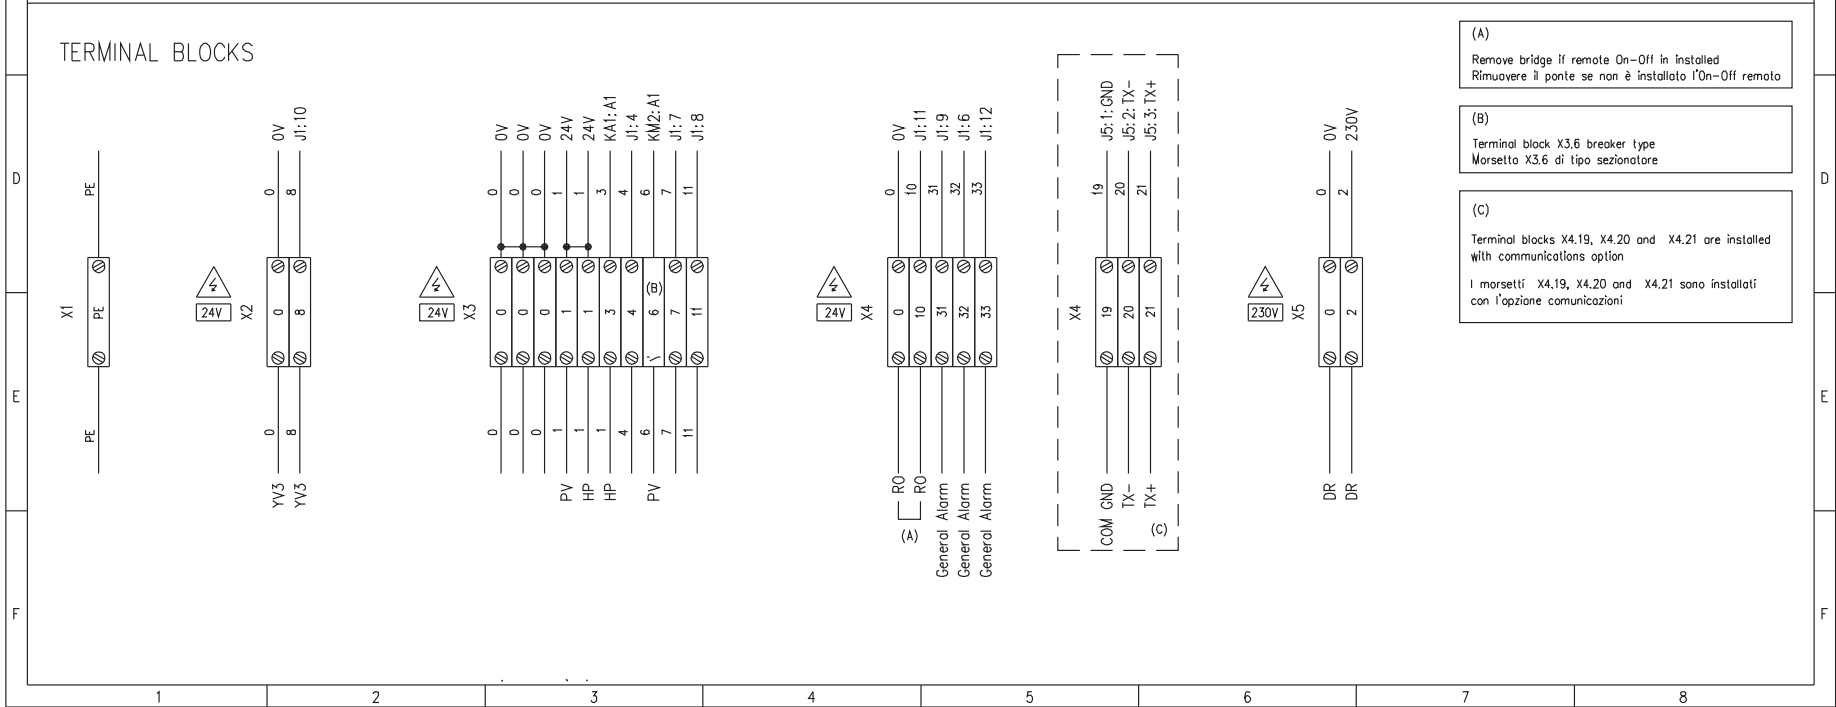 TERMINAL BLOCKS
(A)
Remove bridge if remote On-Off in installed
Rimuovere il ponte se non è installato l'On-Off remoto
(B)
Terminal block X3.6 breaker type
Morsetto X3.6 di tipo sezionatore
(C)
Terminal blocks X4.19, X4.20 and X4.21 are installed
with communications option
I morsetti X4.19, X4.20 and X4.21 sono installati
con l'opzione comunicazioni
D
E
F
PE
X1
PE
PE
0V
J1:10
0
8
24V
X2
0
8
0
8
YV3
YV3
0V
0V
0V
24V
24V
KA1:A1
J1:4
KM2:A1
J1:7
J1:8
0
0
0
1
1
3
4
6
7
11
24V
X3
(B)
0
0
0
1
1
3
4
6
7
11
0
0
0
1
1
1
4
6
7
11
PV
HP
HP
PV
0V
J1:11
J1:9
J1:6
J1:12
0
10
31
32
33
24V
X4
0
10
31
32
33
RO
RO
General Alarm
General Alarm
General Alarm
(A)
J5:1:GND
J5:2:TX-
J5:3:TX+
19
20
21
X4
19
20
21
COM GND
TX-
TX+
(C)
0V
230V
0
2
230V
X5
0
2
DR
DR
D
E
F
1
2
3
4
5
6
7
8